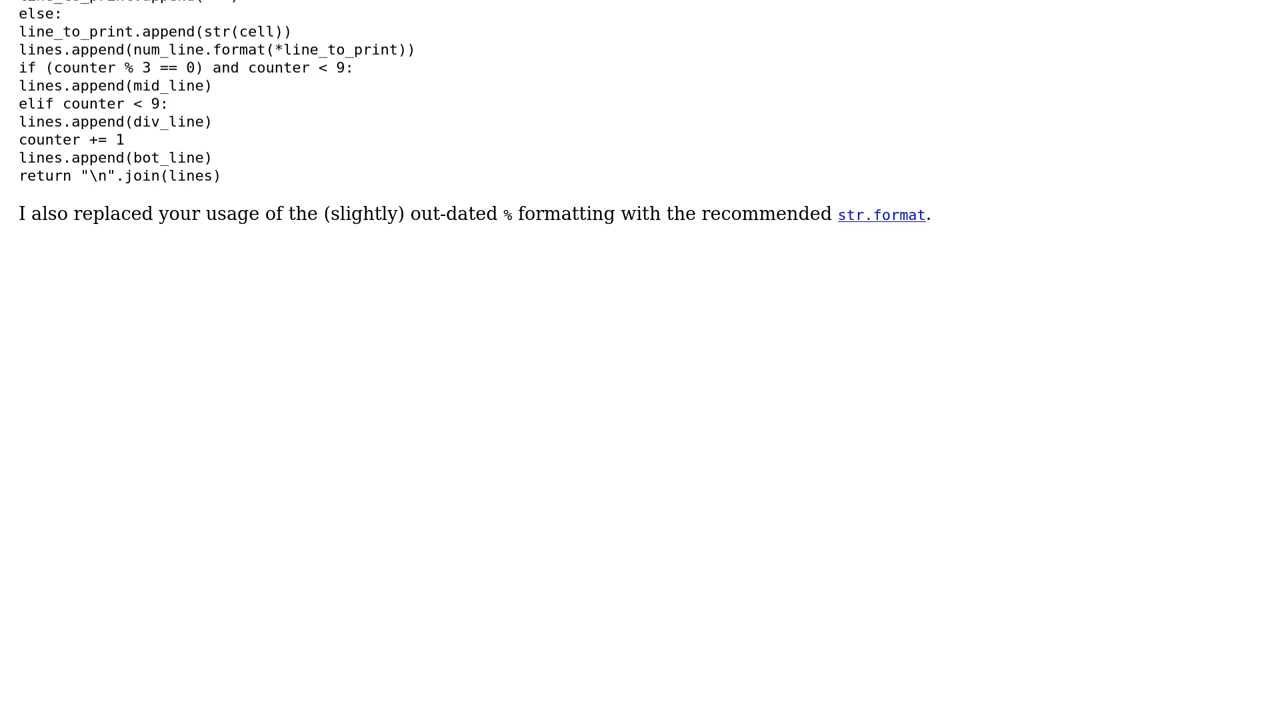 else:
line_to_print.append(str(cell))
lines.append(num_line.format(*line_to_print))
if (counter % 3 == 0) and counter < 9:
lines.append(mid_line)
elif counter < 9:
lines.append(div_line)
counter += 1
lines.append(bot_line)
return "\n".join(lines)
I also replaced your usage of the (slightly) out-dated % formatting with the recommended str.format.